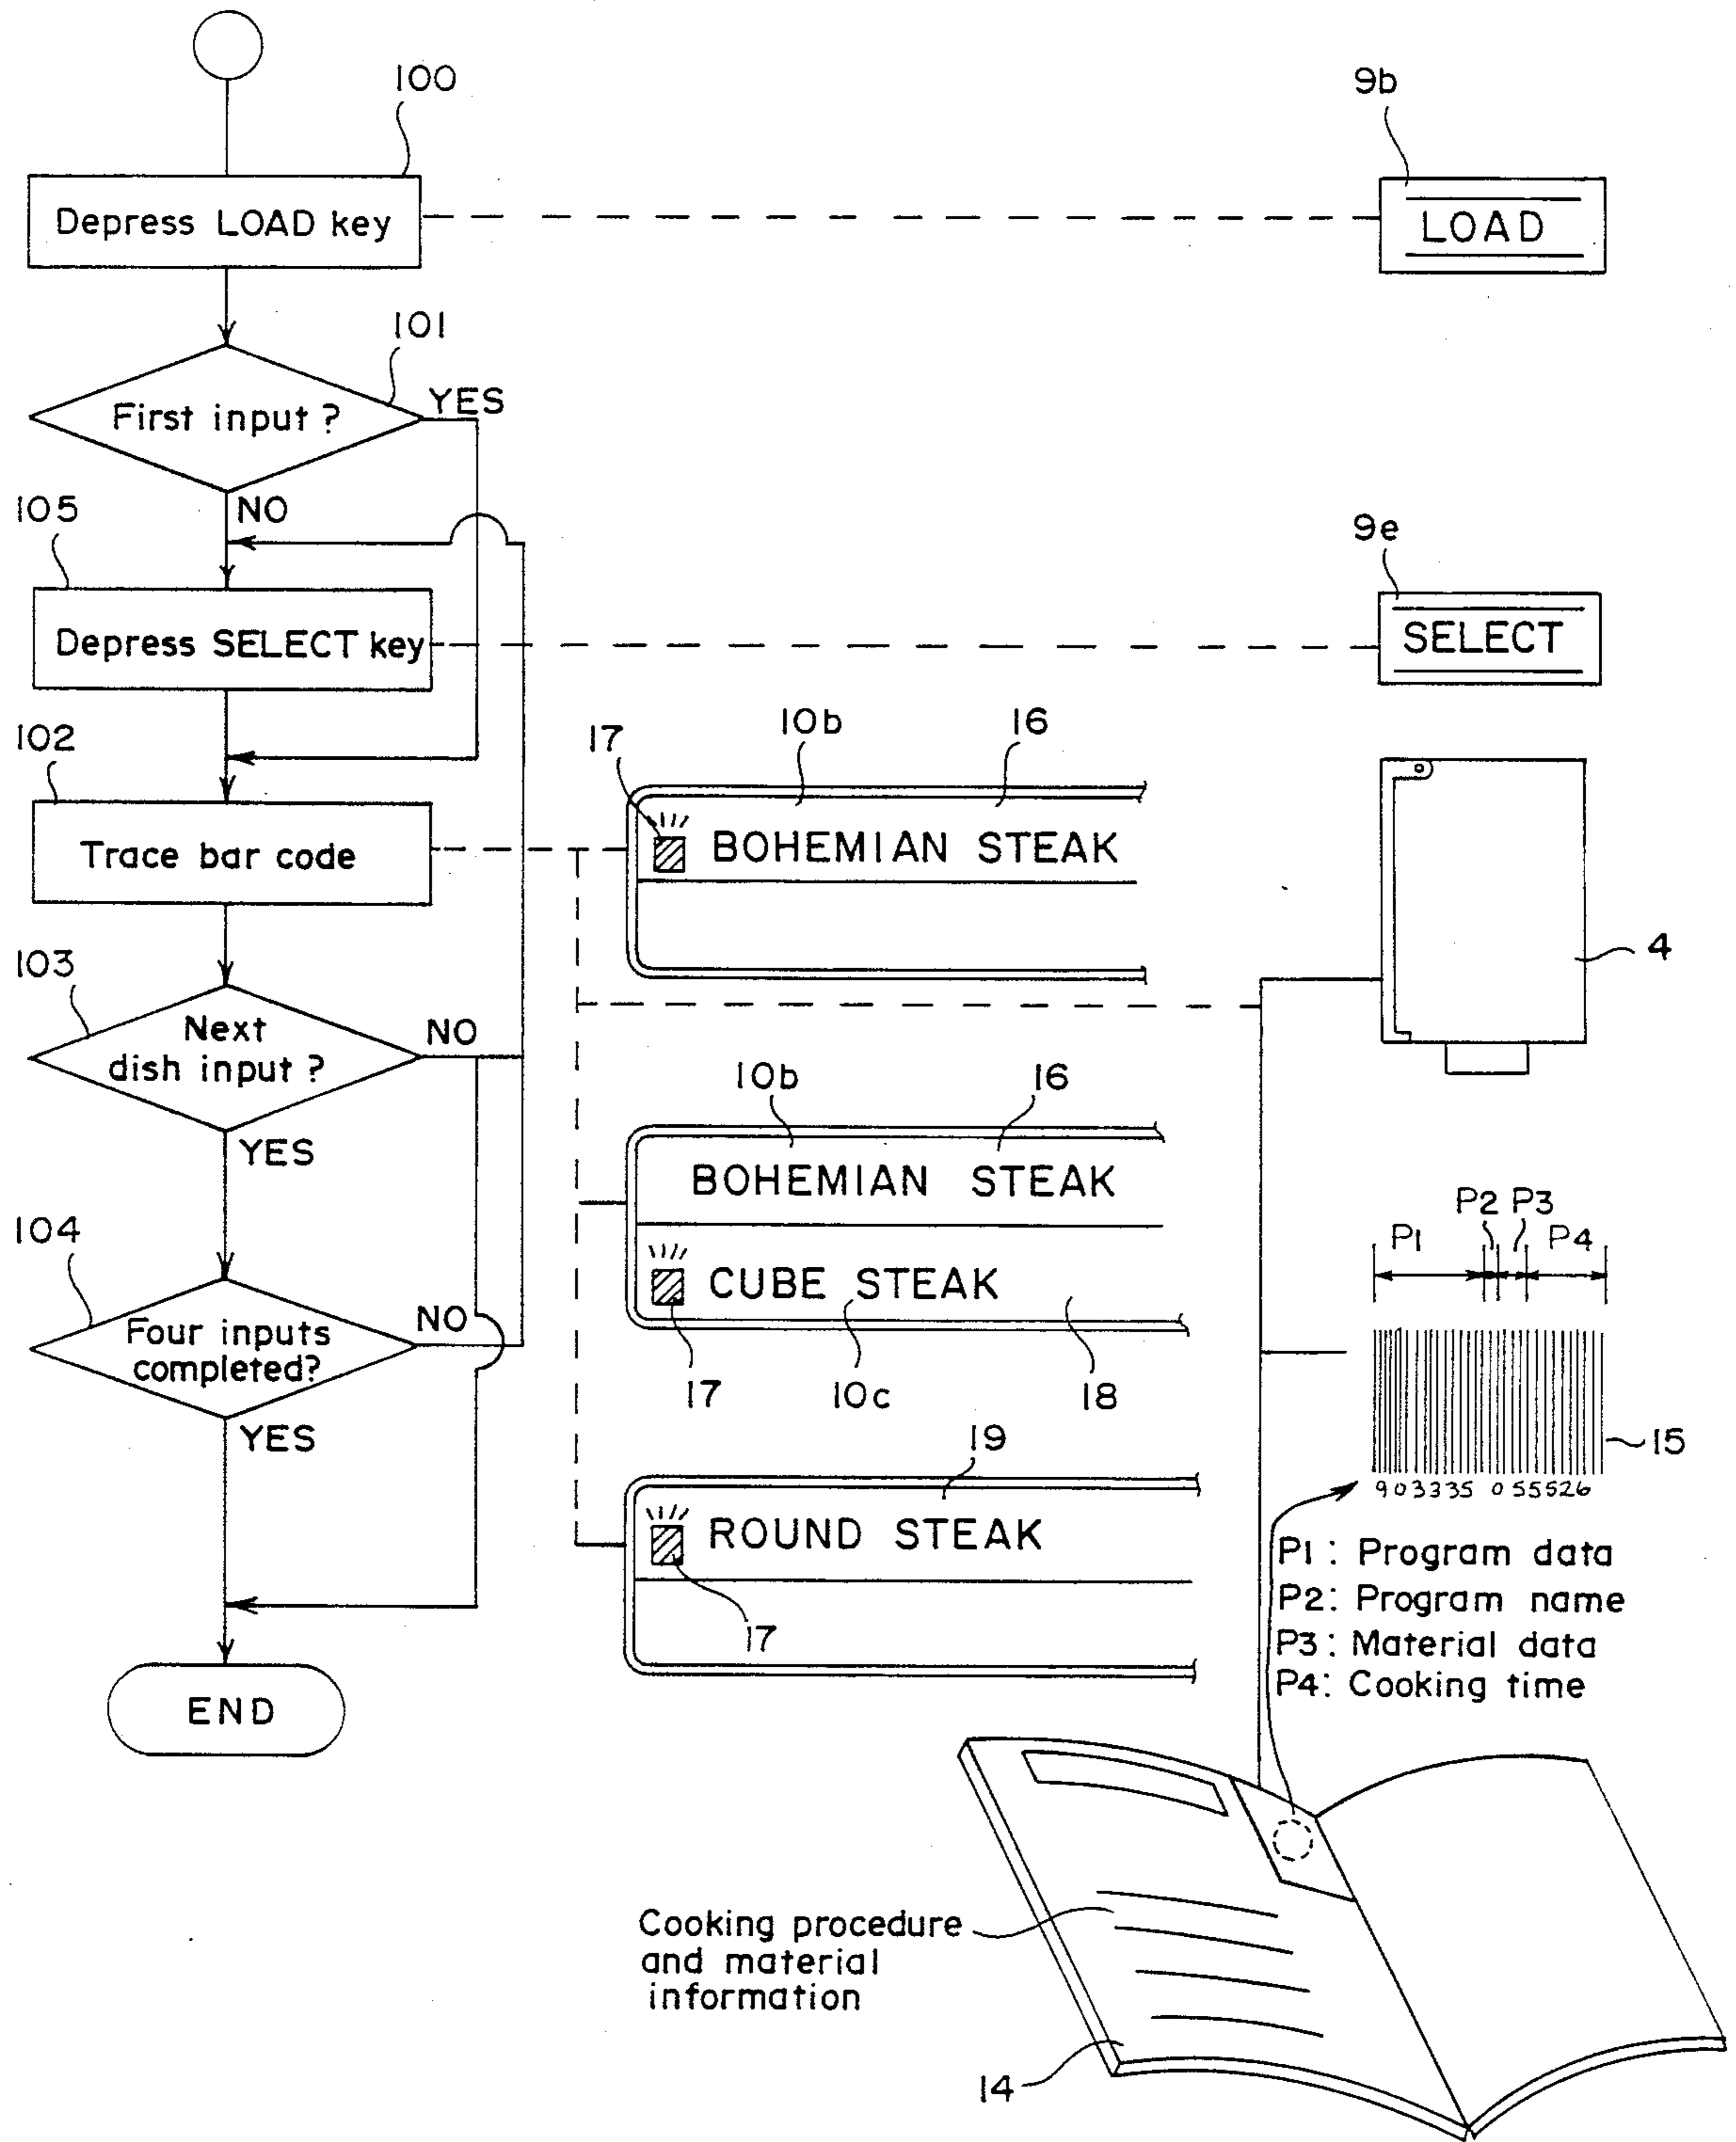 100
9b
Depress LOAD key
LOAD
101
First input ?
YES
NO
105
9e
Depress SELECT key
SELECT
102
17
10b
16
Trace bar code
BOHEMIAN STEAK
4
103
Next
dish input ?
NO
YES
10b
16
BOHEMIAN STEAK
CUBE STEAK
17
10c
18
104
Four inputs
completed?
NO
YES
P1
P2
P3
P4
15
903335 055526
19
ROUND STEAK
17
P1 : Program data
P2: Program name
P3 : Material data
P4: Cooking time
END
Cooking procedure
and material
information
14